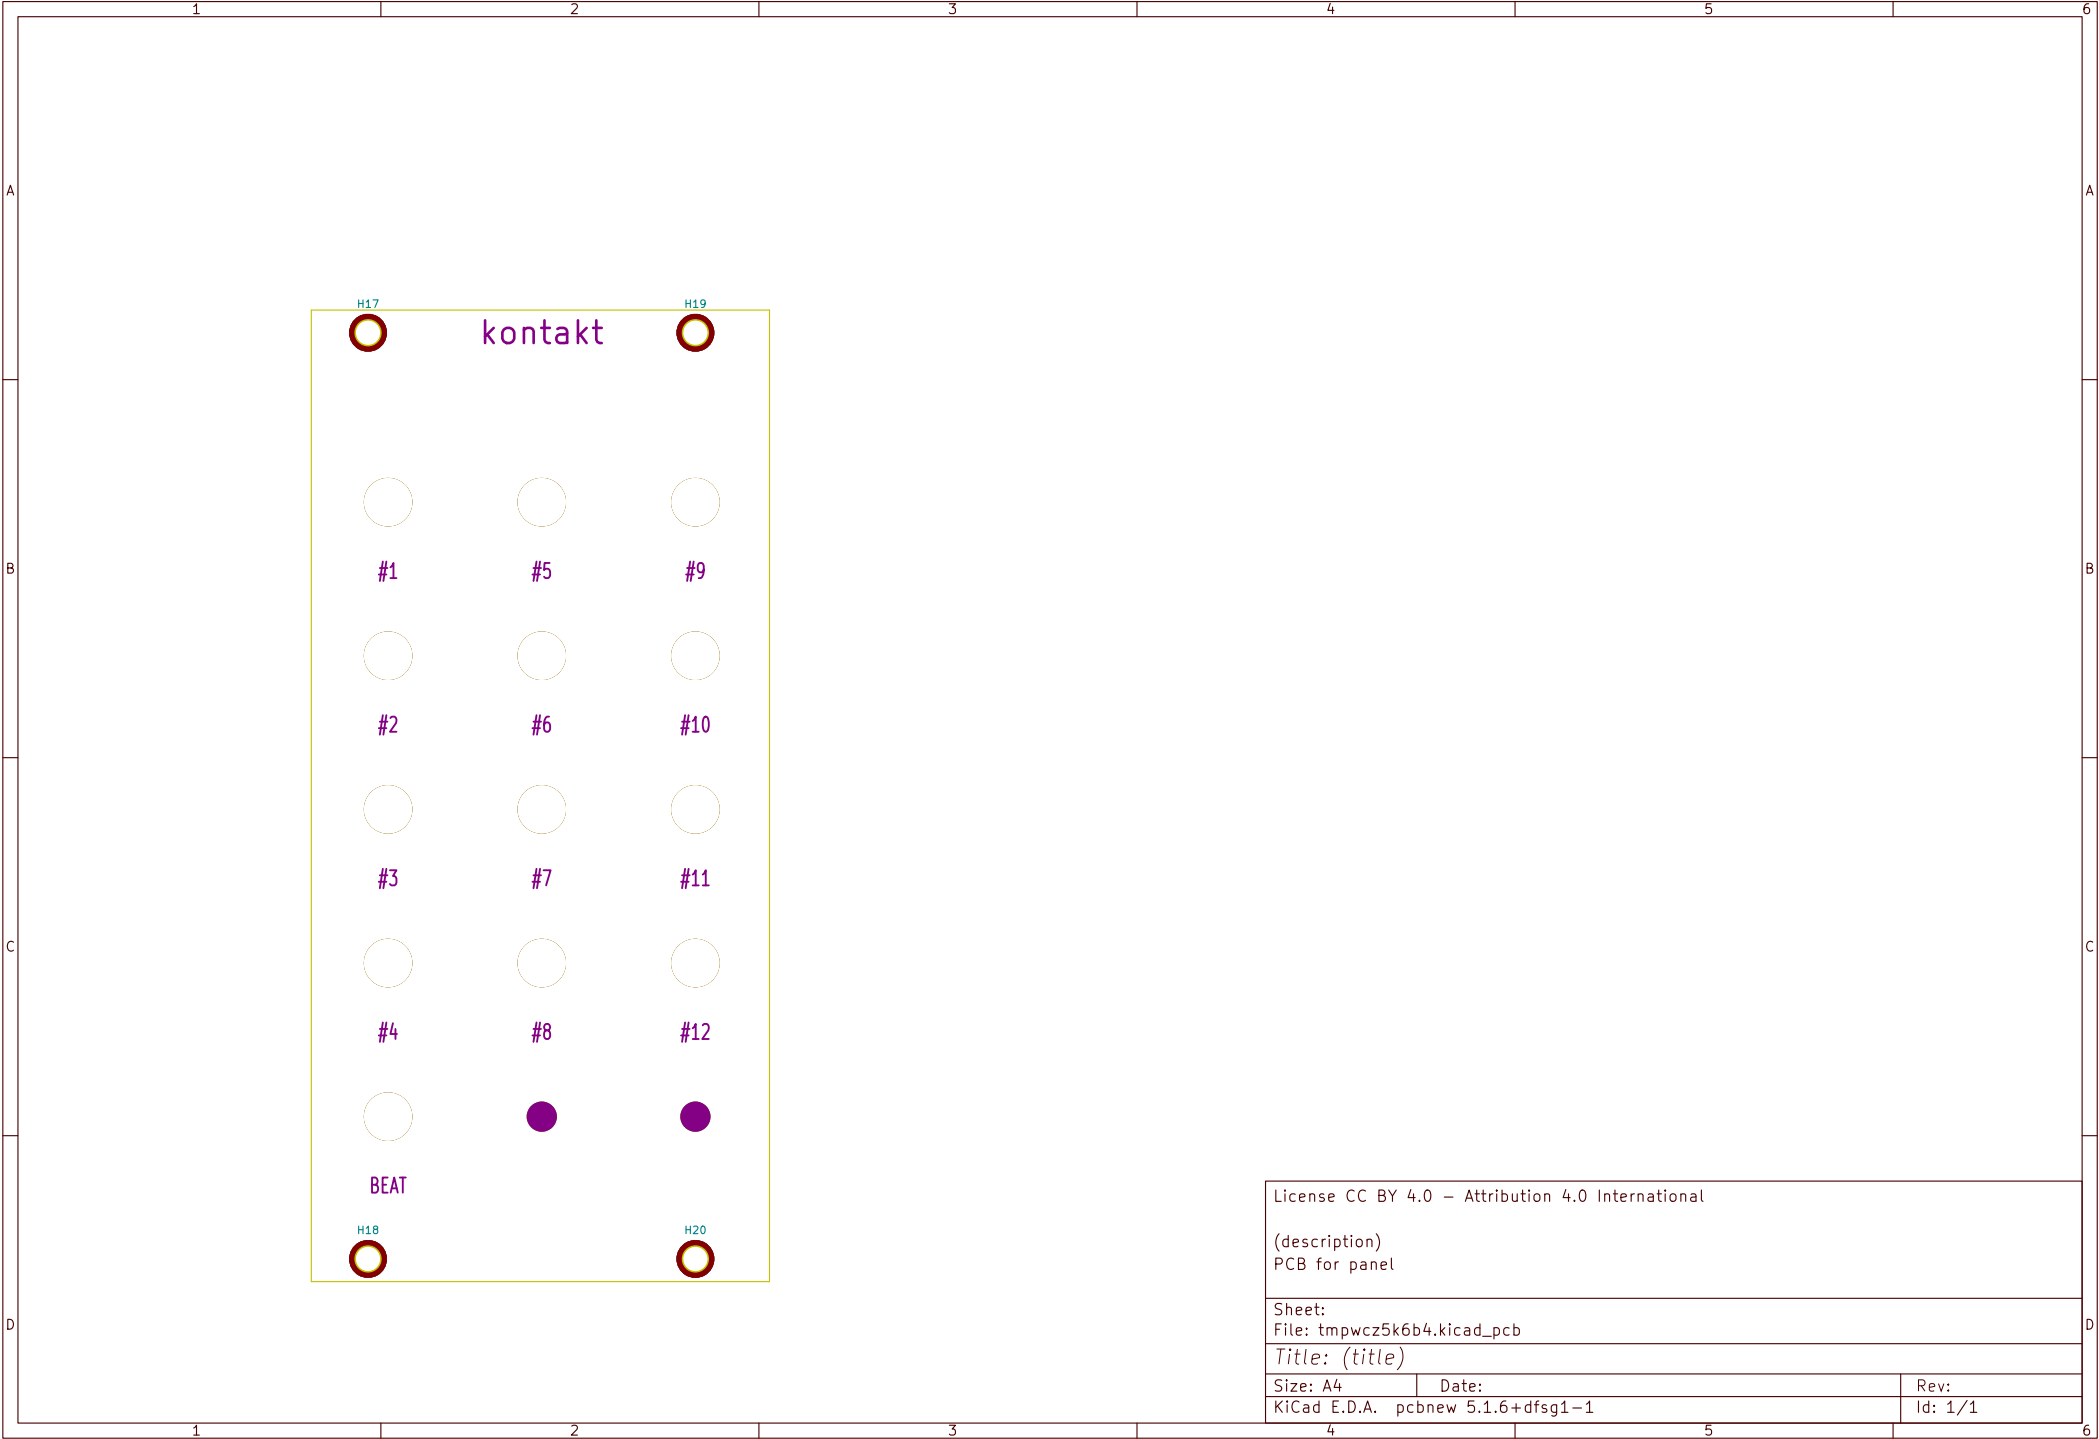 1 2 3 4 5 6
A A
H17 H19
kontakt
B B
#1 #5 #9
#2 #6 #10
#3 #7 #11
C C
#4 #8 #12
BEAT
License CC BY 4.0 - Attribution 4.0 International
H18 H20
(description)
PCB for panel
Sheet:
D D
File: tmpwcz5k6b4.kicad_pcb
Title: (title)
Size: A4 Date: Rev:
KiCad E.D.A. pcbnew 5.1.6+dfsg1-1 Id: 1/1
1 2 3 4 5 6